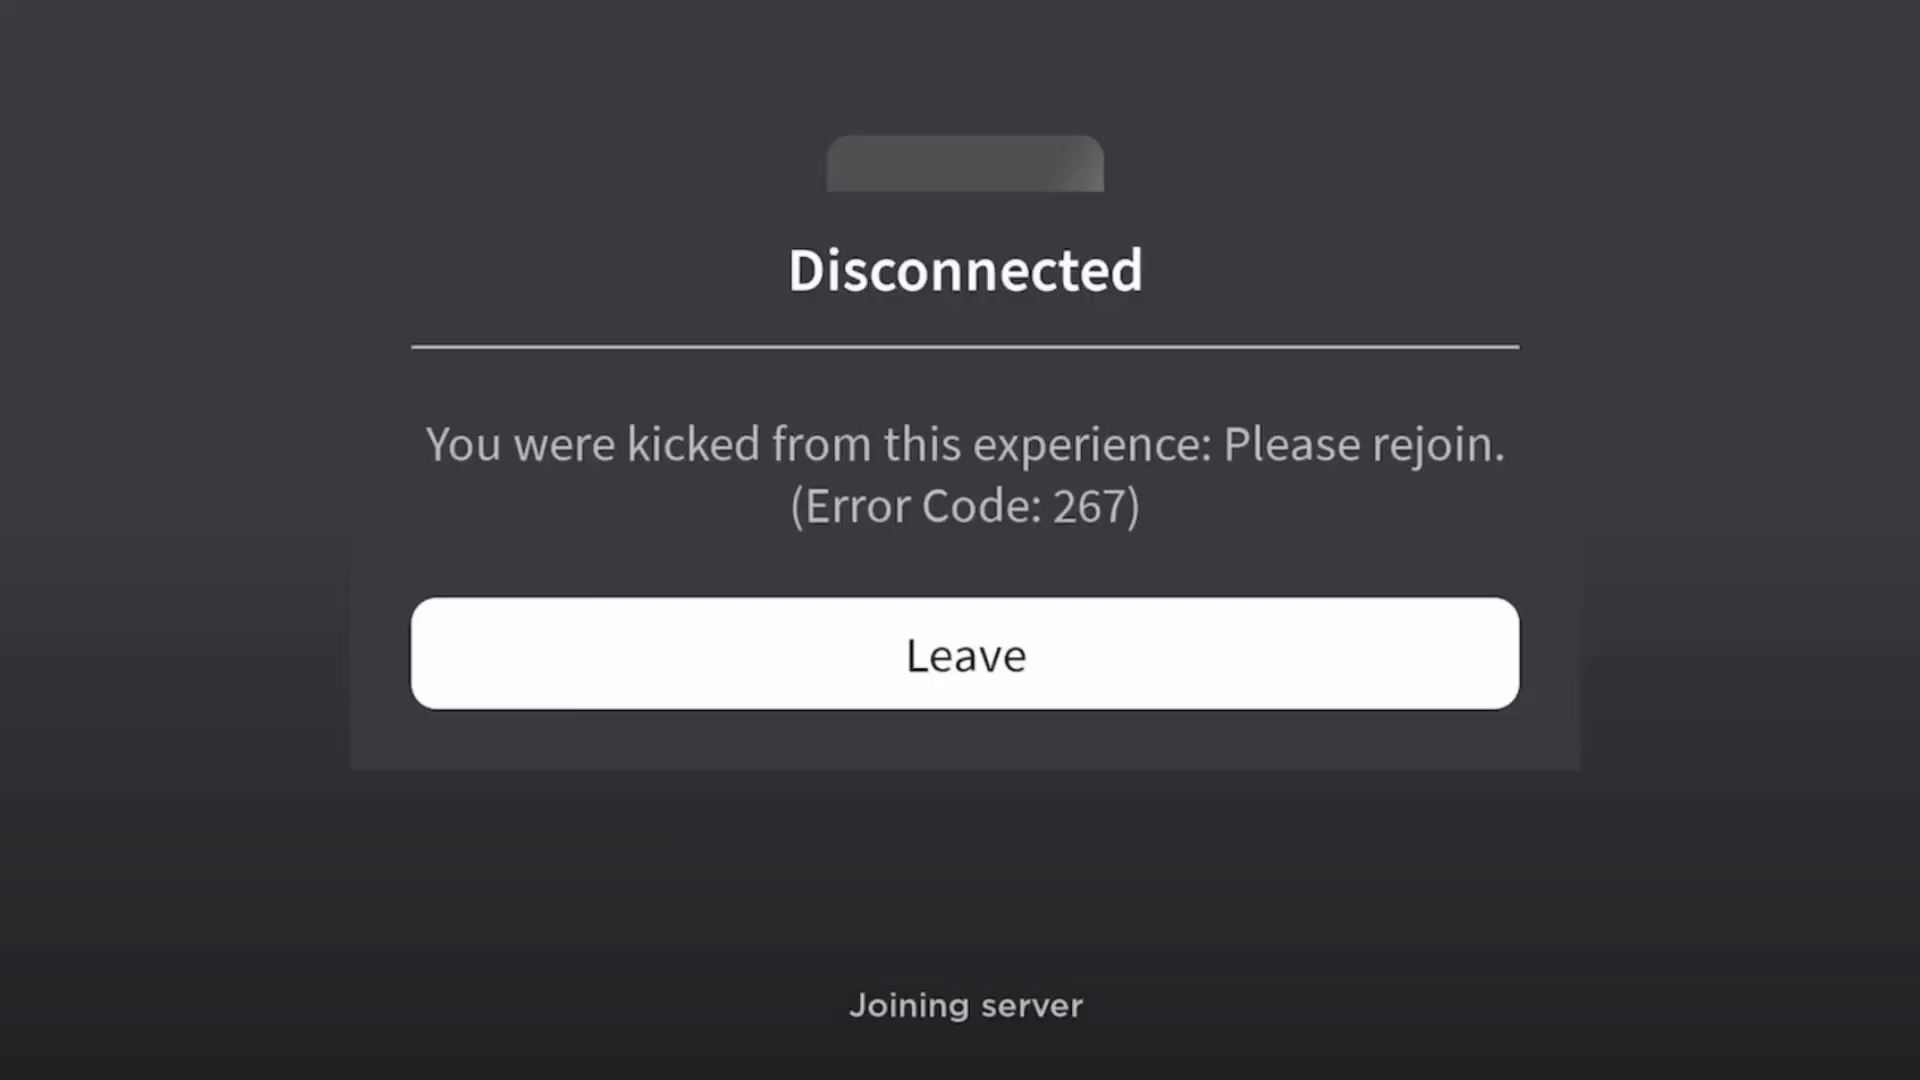 Disconnected
You were kicked from this experience: Please rejoin.
(Error Code: 267)
Leave
Joining server